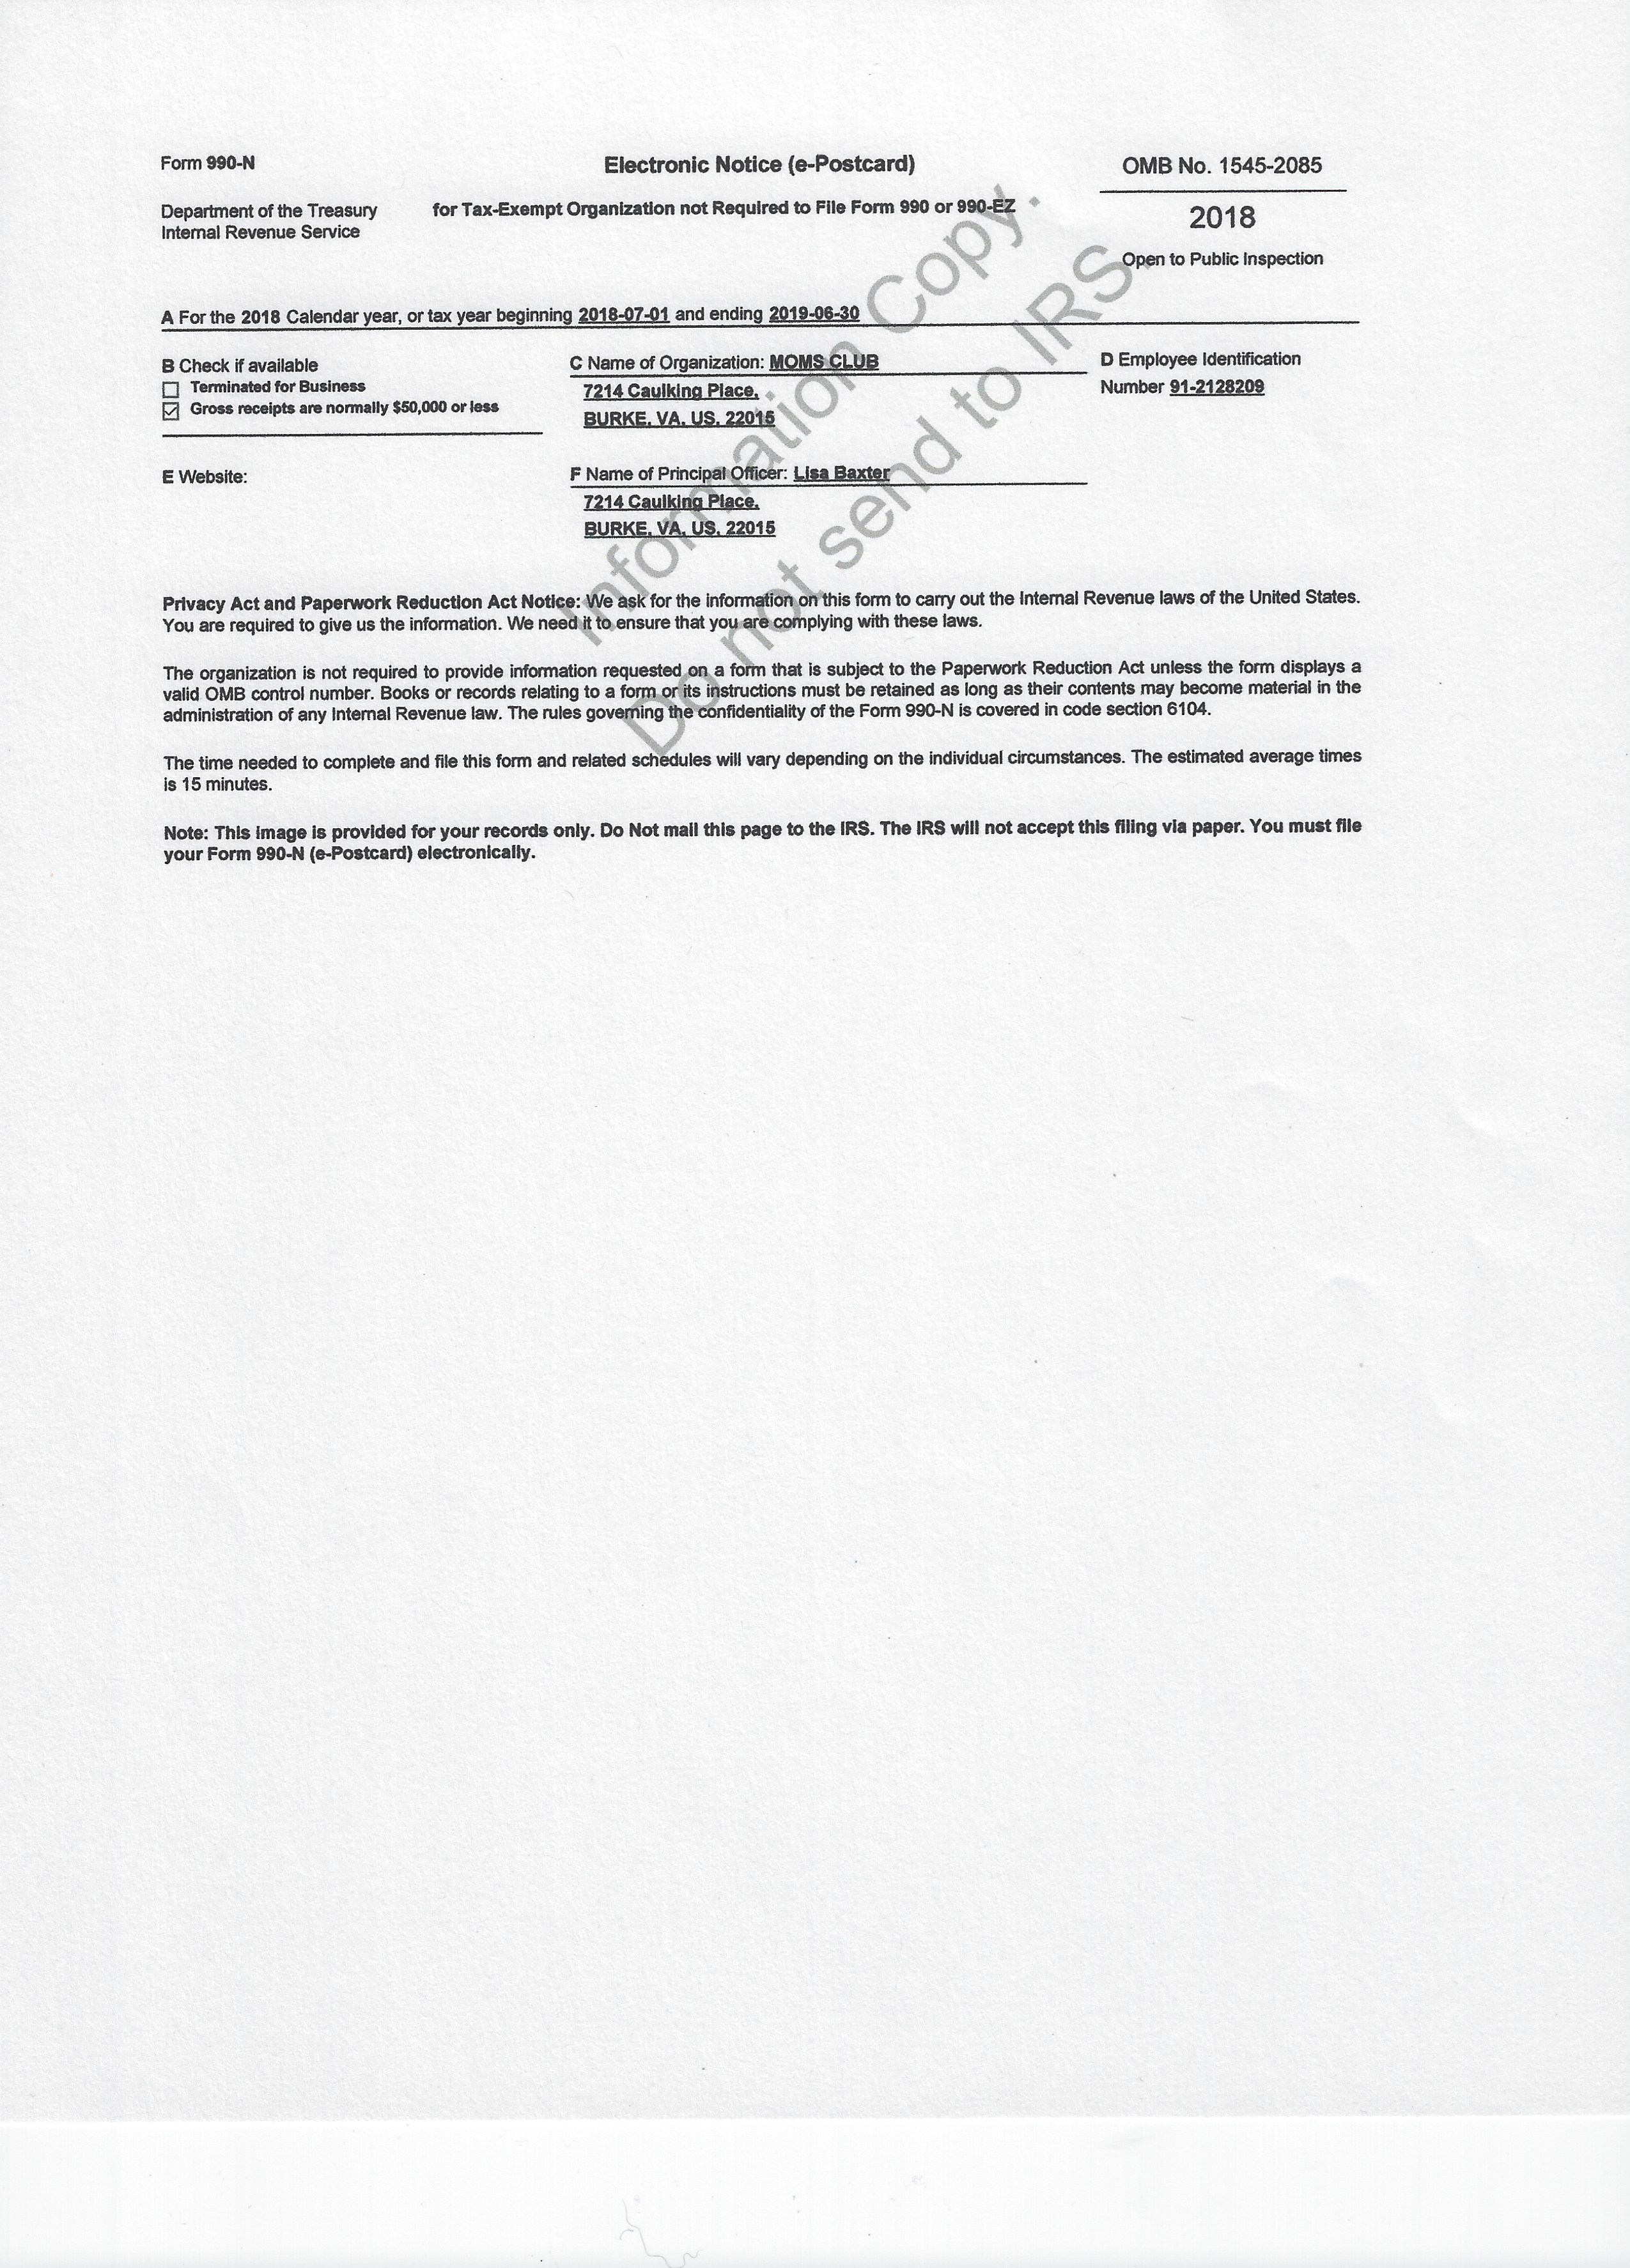 Form 990-N
Electronic Notice (e-Postcard)
OMB No. 1545-2085
Department of the Treasury
Internal Revenue Service
for Tax-Exempt Organization not Required to File Form 990 or 990-EZ
2018
Open to Public Inspection
A For the 2018 Calendar year, or tax year beginning 2018-07-01 and ending 2019-06-30
B Check if available
Terminated for Business
Gross receipts are normally $50,000 or less
C Name of Organization: MOMS CLUB
7214 Caulking Place,
BURKE, VA, US, 22015
D Employee Identification
Number 91-2128209
E Website:
F Name of Principal Officer: Lisa Baxter
7214 Caulking Place,
BURKE, VA, US, 22015
Privacy Act and Paperwork Reduction Act Notice: We ask for the information on this form to carry out the Internal Revenue laws of the United States.
You are required to give us the information. We need it to ensure that you are complying with these laws.
The organization is not required to provide information requested on a form that is subject to the Paperwork Reduction Act unless the form displays a
valid OMB control number. Books or records relating to a form or its instructions must be retained as long as their contents may become material in the
administration of any Internal Revenue law. The rules governing the confidentiality of the Form 990-N is covered in code section 6104.
The time needed to complete and file this form and related schedules will vary depending on the individual circumstances. The estimated average times
is 15 minutes.
Note: This image is provided for your records only. Do Not mail this page to the IRS. The IRS will not accept this filing via paper. You must file
your Form 990-N (e-Postcard) electronically.
Information Copy.
Do not send to IRS.